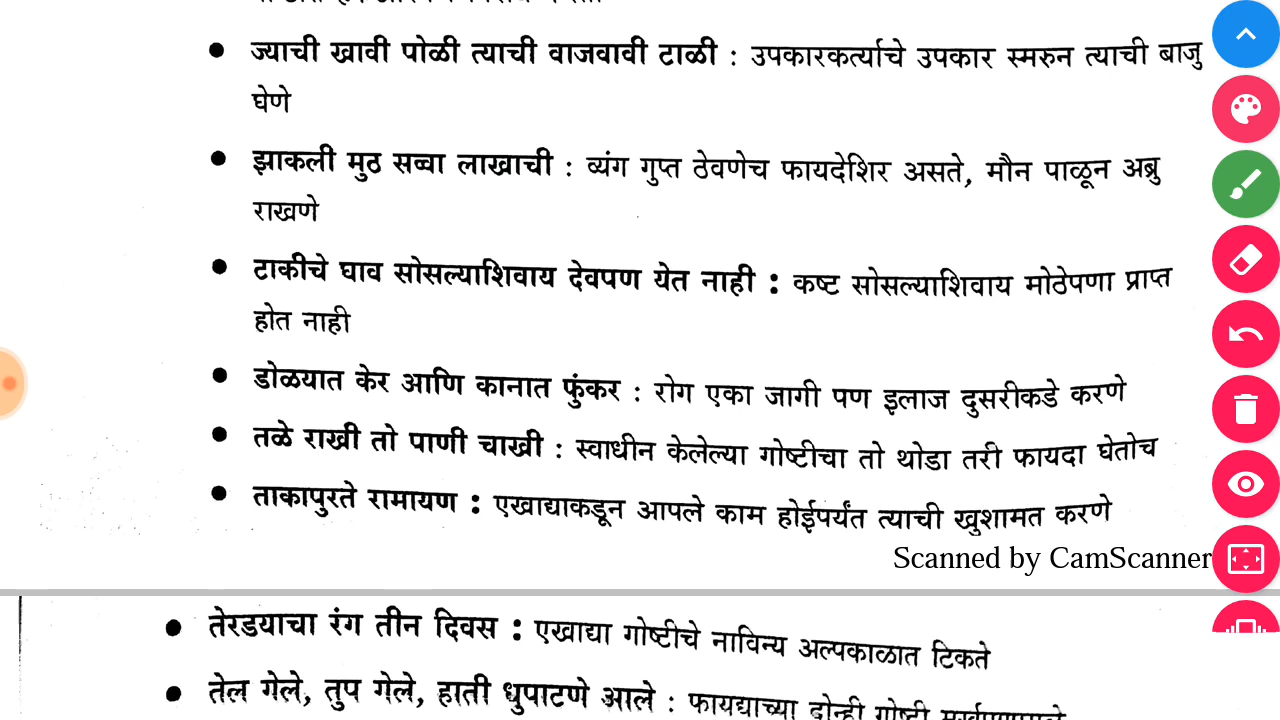 ● ज्याची खावी पोळी त्याची वाजवावी टाळी : उपकारकर्त्याचे उपकार स्मरुन त्याची बाजु
घेणे
● झाकली मुठ सव्वा लाखाची : व्यंग गुप्त ठेवणेच फायदेशिर असते, मौन पाळून अब्रु
राखणे
● टाकीचे घाव सोसल्याशिवाय देवपण येत नाही : कष्ट सोसल्याशिवाय मोठेपणा प्राप्त
होत नाही
● डोळयात केर आणि कानात फुंकर : रोग एका जागी पण इलाज दुसरीकडे करणे
● तळे राखी तो पाणी चाखी : स्वाधीन केलेल्या गोष्टीचा तो थोडा तरी फायदा घेतोच
● ताकापुरते रामायण : एखाद्याकडून आपले काम होईपर्यंत त्याची खुशामत करणे
Scanned by CamScanner
● तेरडयाचा रंग तीन दिवस : एखाद्या गोष्टीचे नाविन्य अल्पकाळात टिकते
● तेल गेले, तुप गेले, हाती धुपाटणे आले : फायद्याच्या दोन्ही गोष्टी